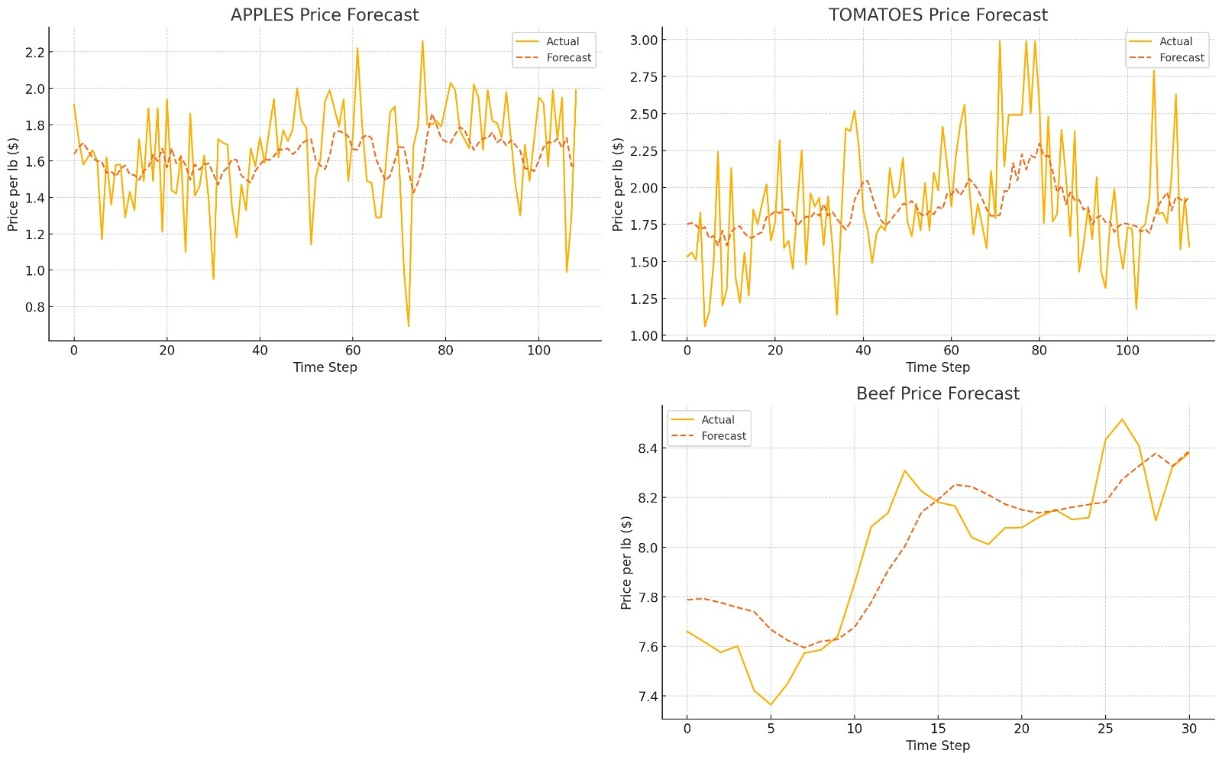 APPLES Price Forecast
Actual
Forecast
2.2
2.0
1.8
1.6
1.4
1.2
1.0
0.8
Price per lb ($)
0 20 40 60 80 100
Time Step
TOMATOES Price Forecast
Actual
Forecast
3.00
2.75
2.50
2.25
2.00
1.75
1.50
1.25
1.00
Price per lb ($)
0 20 40 60 80 100
Time Step
Beef Price Forecast
Actual
Forecast
8.4
8.2
8.0
7.8
7.6
7.4
Price per lb ($)
0 5 10 15 20 25 30
Time Step